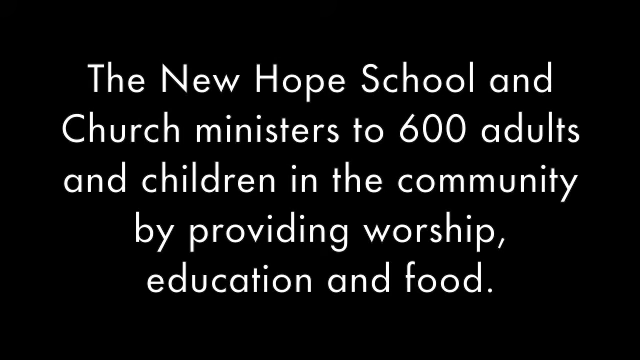 The New Hope School and
Church ministers to 600 adults
and children in the community
by providing worship,
education and food.